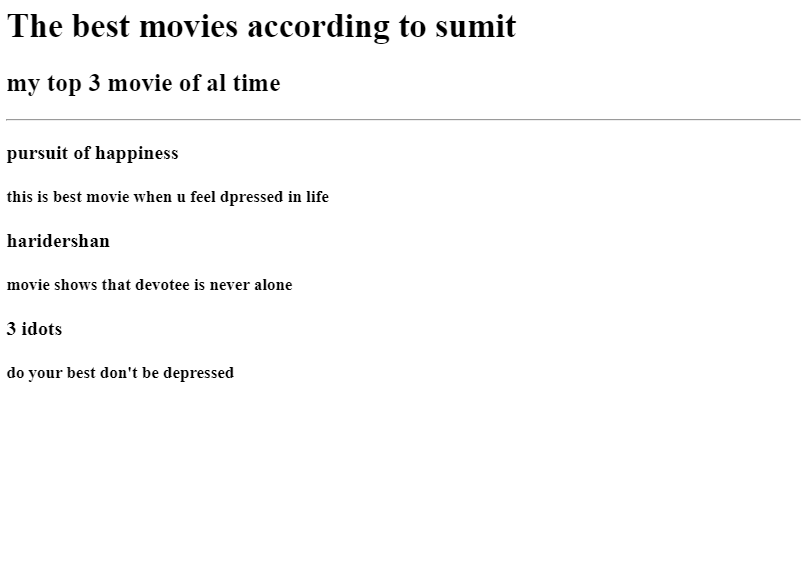 The best movies according to sumit
my top 3 movie of al time
pursuit of happiness
this is best movie when u feel dpressed in life
haridershan
movie shows that devotee is never alone
3 idots
do your best don't be depressed